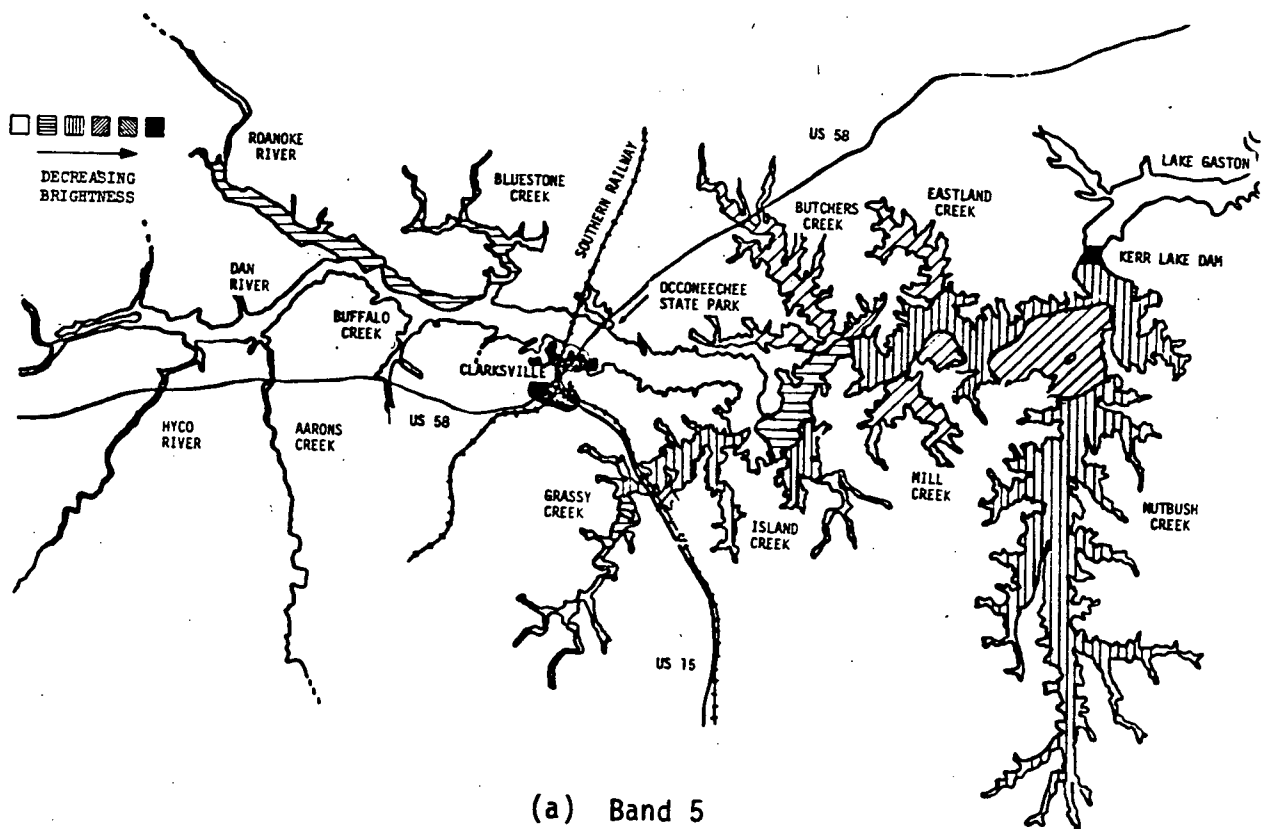 US 58
ROANOKE
RIVER
DECREASING
BRIGHTNESS
BLUESTONE
CREEK
SOUTHERN RAILWAY
LAKE GASTON
EASTLAND
CREEK
BUTCHERS
CREEK
KERR LAKE DAM
DAN
RIVER
OCCONEECHEE
STATE PARK
BUFFALO
CREEK
CLARKSVILLE
US 58
HYCO
RIVER
AARONS
CREEK
GRASSY
CREEK
ISLAND
CREEK
MILL
CREEK
NUTBUSH
CREEK
US 15
(a) Band 5